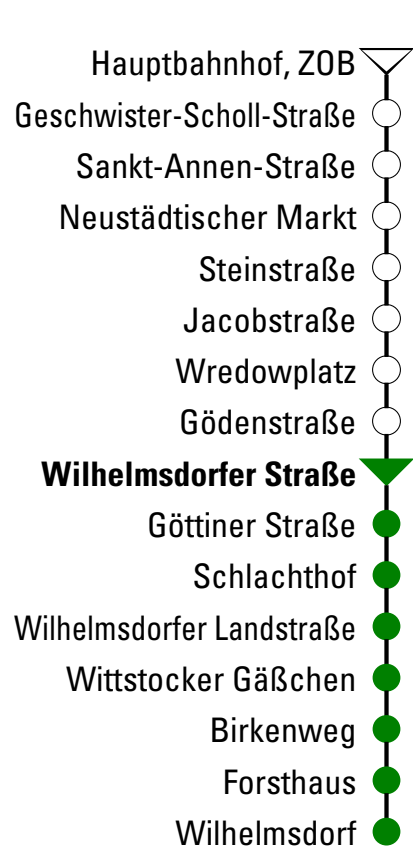 Hauptbahnhof, ZOB
Geschwister-Scholl-Straße
Sankt-Annen-Straße
Neustädtischer Markt
Steinstraße
Jacobstraße
Wredowplatz
Gödenstraße
Wilhelmsdorfer Straße
Göttiner Straße
Schlachthof
Wilhelmsdorfer Landstraße
Wittstocker Gäßchen
Birkenweg
Forsthaus
Wilhelmsdorf